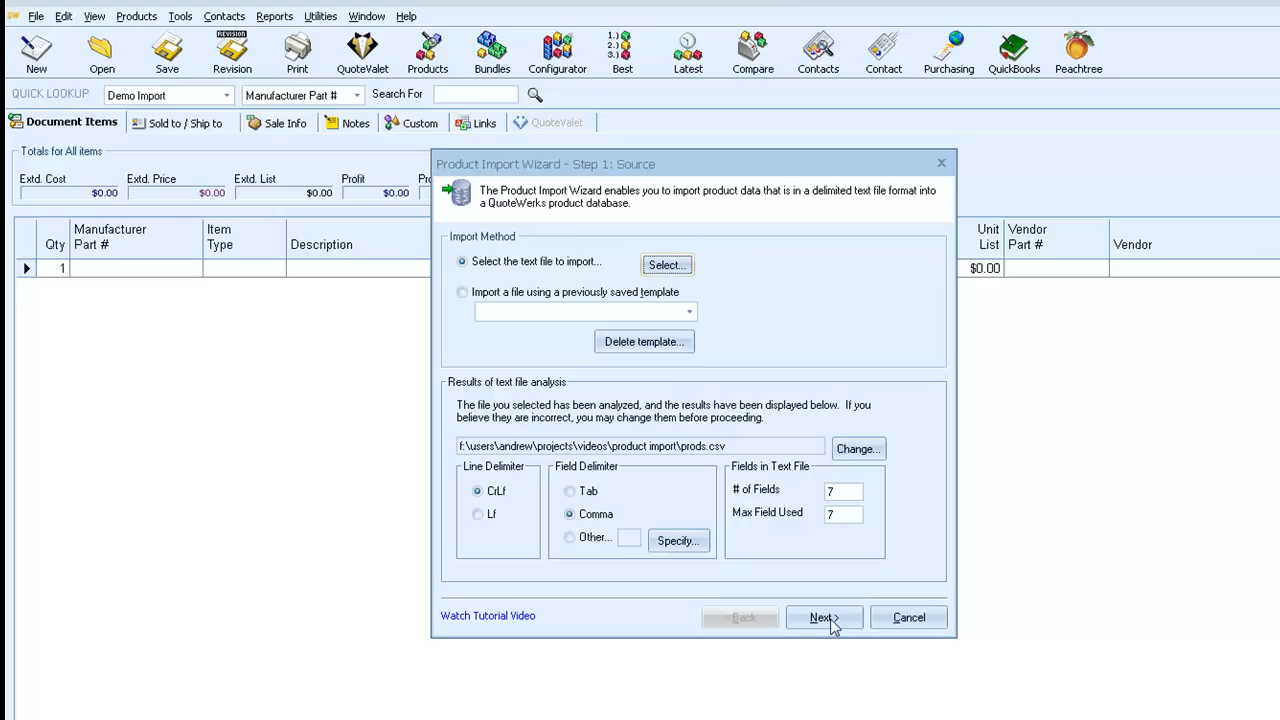 File Edit View Products Tools Contacts Reports Utilities Window Help
REVISION
1.)
2.)
3.)
New Open Save Revision Print QuoteValet Products Bundles Configurator Best Latest Compare Contacts Contact Purchasing QuickBooks Peachtree
QUICK LOOKUP Demo Import Manufacturer Part # Search For
Document Items Sold to / Ship to Sale Info Notes Custom Links QuoteValet
Totals for All items
Extd. Cost Extd. Price Extd. List Profit
$0.00 $0.00 $0.00 $0.00
Manufacturer Item Unit Vendor
Qty Part # Type Description List Part # Vendor
1 $0.00
Product Import Wizard - Step 1: Source
The Product Import Wizard enables you to import product data that is in a delimited text file format into
a QuoteWerks product database.
Import Method
Select the text file to import... Select...
Import a file using a previously saved template
Delete template...
Results of text file analysis
The file you selected has been analyzed, and the results have been displayed below. If you
believe they are incorrect, you may change them before proceeding.
f:\users\andrew\projects\videos\product import\prods.csv Change...
Line Delimiter Field Delimiter Fields in Text File
CrLf Tab # of Fields 7
Lf Comma Max Field Used 7
Other... Specify...
Watch Tutorial Video < Back Next > Cancel